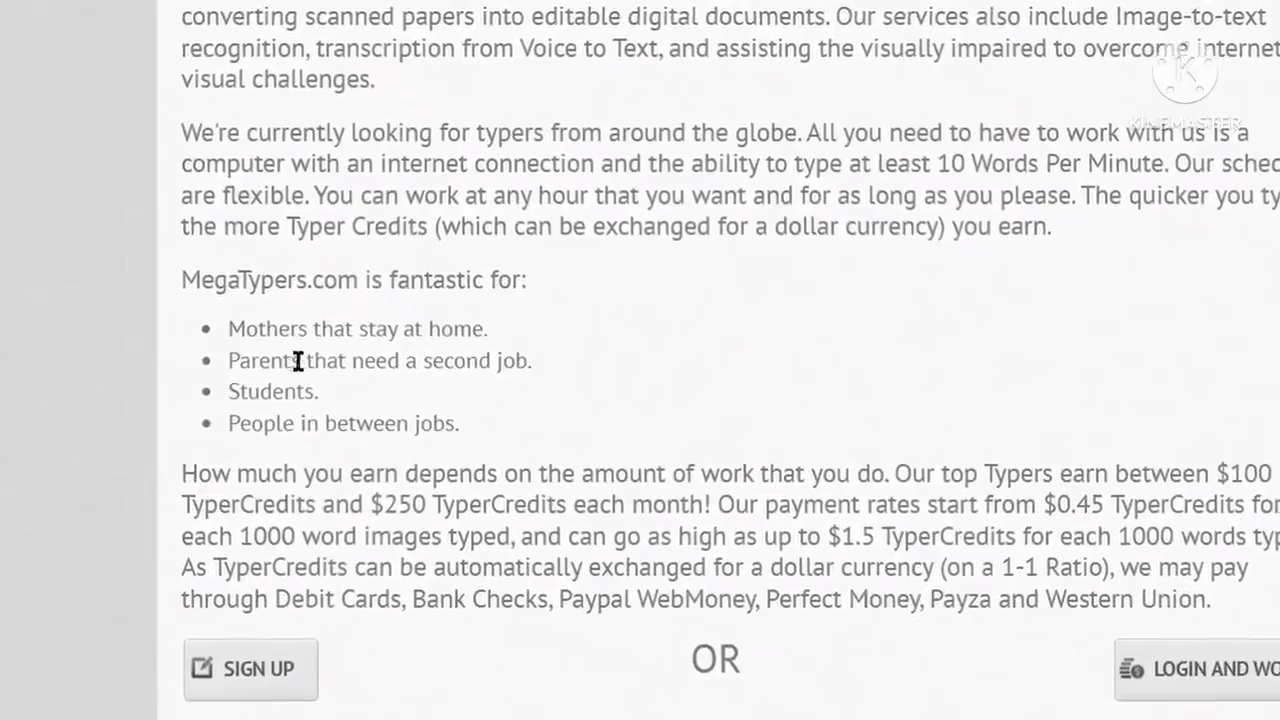 converting scanned papers into editable digital documents. Our services also include Image-to-text
recognition, transcription from Voice to Text, and assisting the visually impaired to overcome internet
visual challenges.
We're currently looking for typers from around the globe. All you need to have to work with us is a
computer with an internet connection and the ability to type at least 10 Words Per Minute. Our sched
are flexible. You can work at any hour that you want and for as long as you please. The quicker you ty
the more Typer Credits (which can be exchanged for a dollar currency) you earn.
MegaTypers.com is fantastic for:
Mothers that stay at home.
Parents that need a second job.
Students.
People in between jobs.
How much you earn depends on the amount of work that you do. Our top Typers earn between $100
TyperCredits and $250 TyperCredits each month! Our payment rates start from $0.45 TyperCredits for
each 1000 word images typed, and can go as high as up to $1.5 TyperCredits for each 1000 words typ
As TyperCredits can be automatically exchanged for a dollar currency (on a 1-1 Ratio), we may pay
through Debit Cards, Bank Checks, Paypal WebMoney, Perfect Money, Payza and Western Union.
SIGN UP
OR
LOGIN AND WO
KINEMASTER